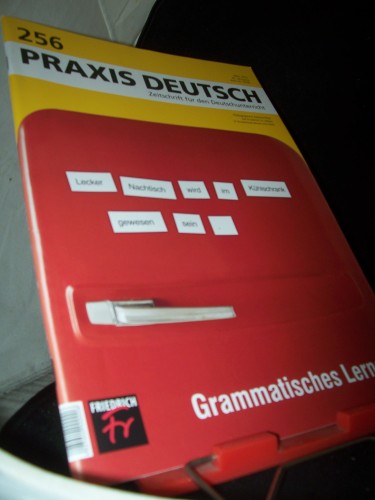 256
PRAXIS DEUTSCH
Zeitschrift für den Deutschunterricht
Lecker Nachtisch wird im Kühlschrank
gewesen sein .
Grammatisches Lern
FRIEDRICH
Fr